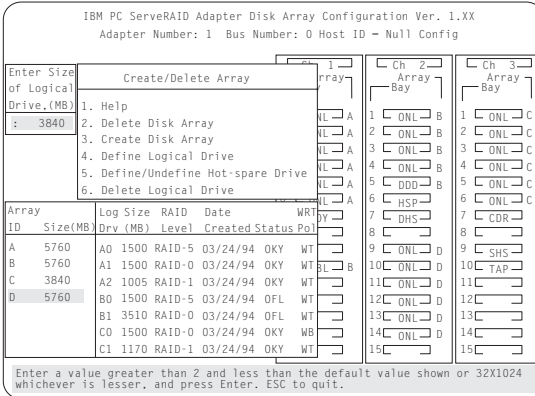 IBM PC ServeRAID Adapter Disk Array Configuration Ver. 1.XX
Adapter Number: 1 Bus Number: 0 Host ID – Null Config
Enter Size
of Logical
Drive.(MB)
: 3840
Create/Delete Array
1. Help
2. Delete Disk Array
3. Create Disk Array
4. Define Logical Drive
5. Define/Undefine Hot-spare Drive
6. Delete Logical Drive
Array
ID Size(MB)
A 5760
B 5760
C 3840
D 5760
Log Size RAID Date WRT
Drv (MB) Level Created Status Pol
A0 1500 RAID-5 03/24/94 OKY WT
A1 1500 RAID-0 03/24/94 OKY WT
A2 1005 RAID-1 03/24/94 OKY WT
B0 1500 RAID-5 03/24/94 OFL WT
B1 3510 RAID-0 03/24/94 OFL WT
C0 1500 RAID-0 03/24/94 OKY WB
C1 1170 RAID-1 03/24/94 OKY WT
1
rray
NL A
NL A
NL A
NL A
NL A
NL A
DY
BL B
Ch 2
Array
Bay
1 ONL B
2 ONL B
3 ONL B
4 ONL B
5 DDD B
6 HSP
7 DHS
8
9 ONL D
10 ONL D
11 ONL D
12 ONL D
13 ONL D
14 ONL D
15
Ch 3
Array
Bay
1 ONL C
2 ONL C
3 ONL C
4 ONL C
5 ONL C
6 ONL C
7 CDR
8
9 SHS
10 TAP
11
12
13
14
15
Enter a value greater than 2 and less than the default value shown or 32X1024
whichever is lesser, and press Enter. ESC to quit.